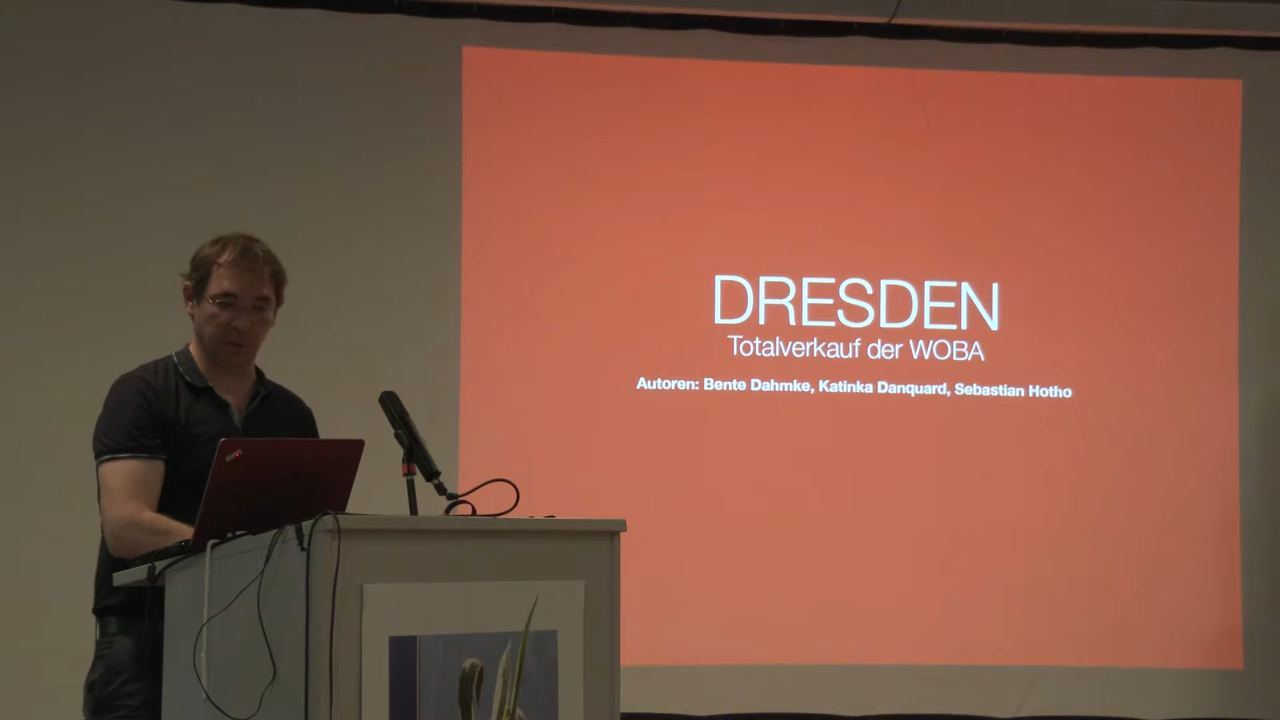 DRESDEN
Totalverkauf der WOBA
Autoren: Bente Dahmke, Katinka Danquard, Sebastian Hotho